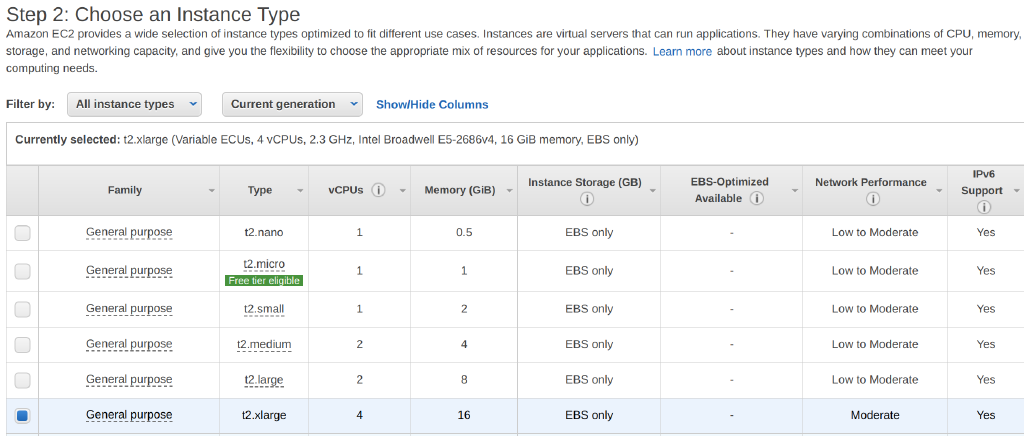 Step 2: Choose an Instance Type
Amazon EC2 provides a wide selection of instance types optimized to fit different use cases. Instances are virtual servers that can run applications. They have varying combinations of CPU, memory,
storage, and networking capacity, and give you the flexibility to choose the appropriate mix of resources for your applications. Learn more about instance types and how they can meet your
computing needs.
Filter by: All instance types Current generation Show/Hide Columns
Currently selected: t2.xlarge (Variable ECUs, 4 vCPUs, 2.3 GHz, Intel Broadwell E5-2686v4, 16 GiB memory, EBS only)
Family Type vCPUs i Memory (GiB) Instance Storage (GB) i EBS-Optimized Available i Network Performance i IPv6 Support i
General purpose t2.nano 1 0.5 EBS only - Low to Moderate Yes
General purpose t2.micro Free tier eligible 1 1 EBS only - Low to Moderate Yes
General purpose t2.small 1 2 EBS only - Low to Moderate Yes
General purpose t2.medium 2 4 EBS only - Low to Moderate Yes
General purpose t2.large 2 8 EBS only - Low to Moderate Yes
General purpose t2.xlarge 4 16 EBS only - Moderate Yes